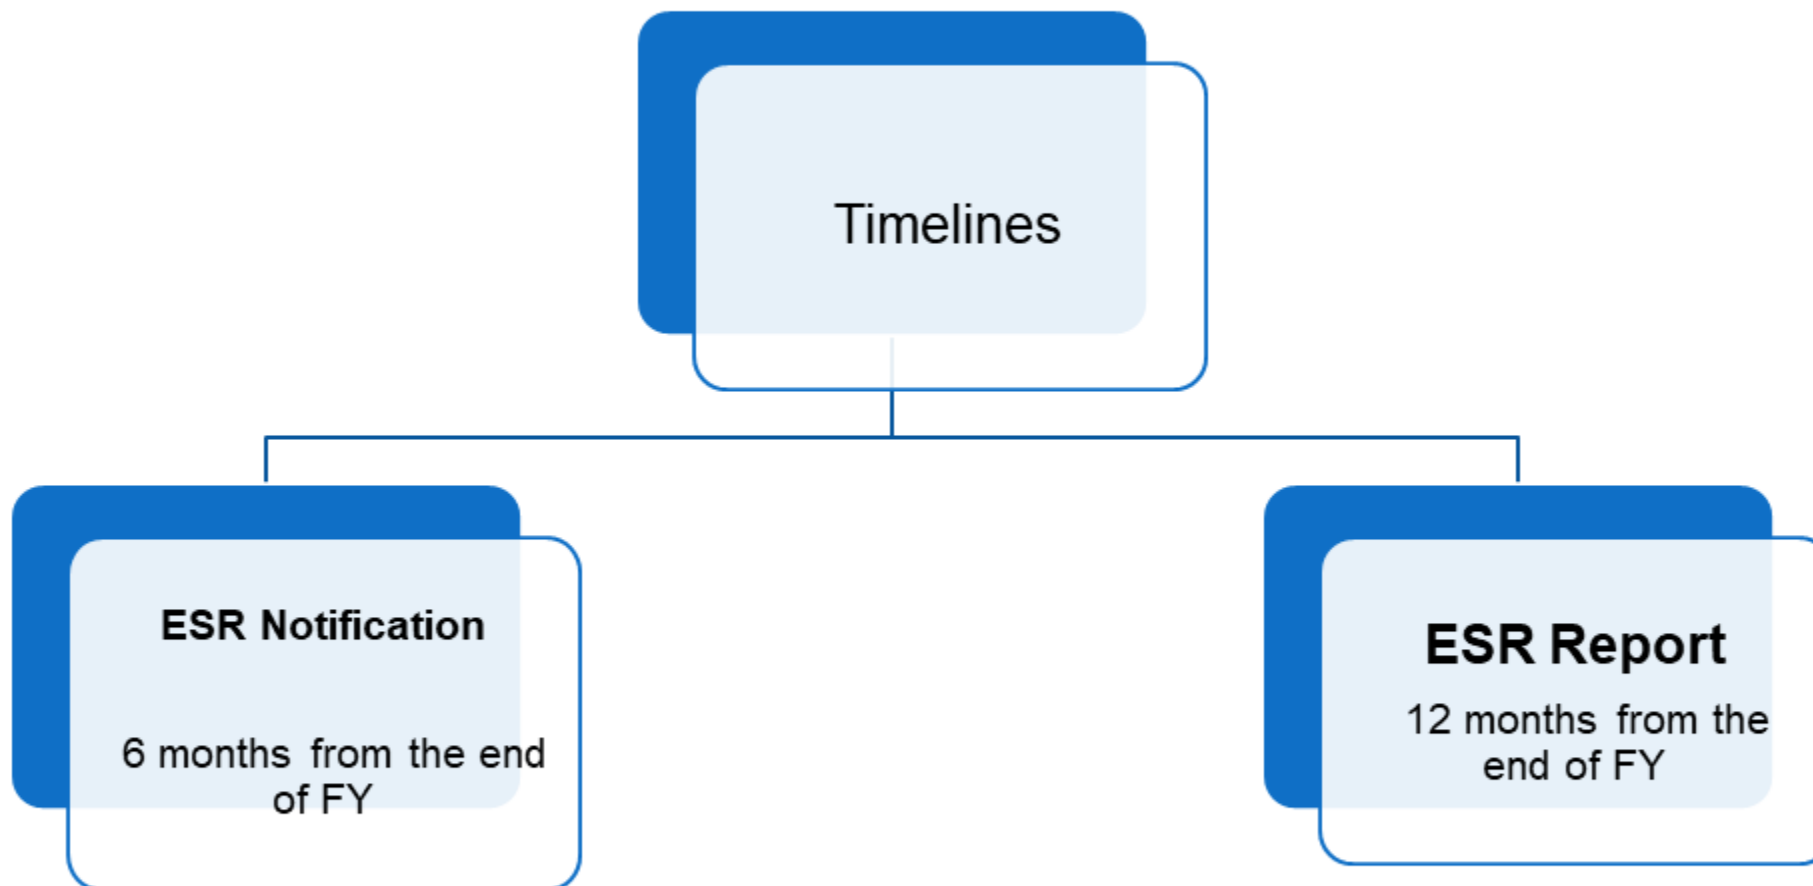 Timelines
ESR Notification
6 months from the end
of FY
ESR Report
12 months from the
end of FY